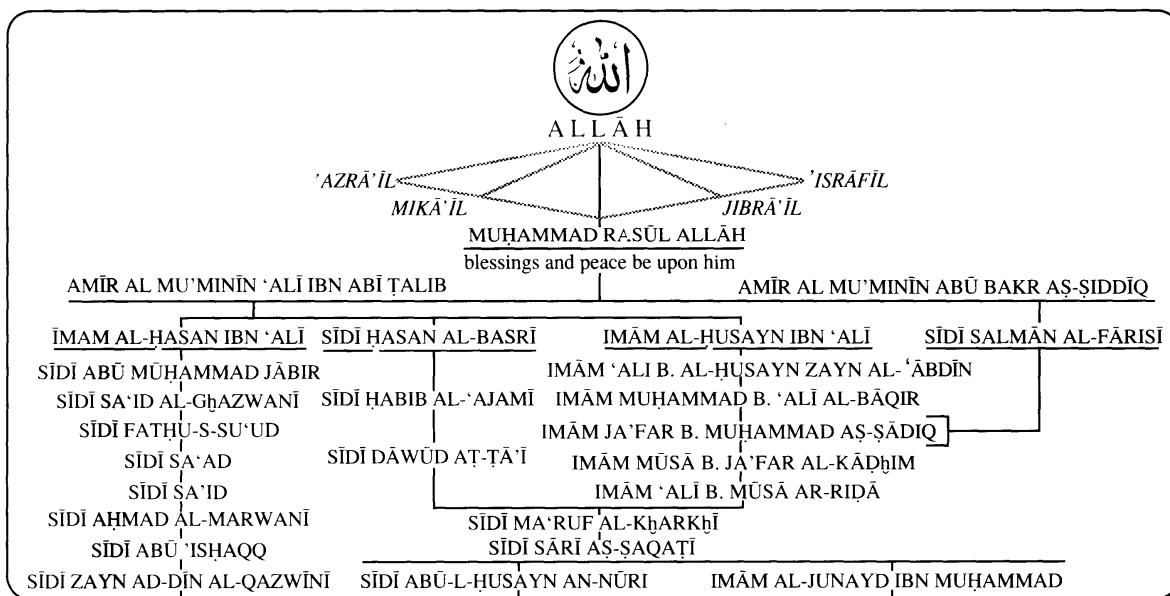 الله
ALLĀH
'AZRĀ'ĪL
'ISRĀFĪL
MIKĀ'ĪL
JIBRĀ'ĪL
MUḤAMMAD RASŪL ALLĀH
blessings and peace be upon him
AMĪR AL MU'MINĪN ‘ALĪ IBN ABĪ ṬALIB
AMĪR AL MU'MINĪN ABŪ BAKR AṢ-ṢIDDĪQ
ĪMAM AL-ḤASAN IBN ‘ALĪ
SĪDĪ ḤASAN AL-BASRĪ
IMĀM AL-ḤUSAYN IBN ‘ALĪ
SĪDĪ SALMĀN AL-FĀRISĪ
SĪDĪ ABŪ MŪḤAMMAD JĀBIR
IMĀM ‘ALI B. AL-ḤUSAYN ZAYN AL-‘ĀBDĪN
SĪDĪ SA‘ID AL-GhAZWANĪ
SĪDĪ ḤABIB AL-‘AJAMĪ
IMĀM MUḤAMMAD B. ‘ALĪ AL-BĀQIR
SĪDĪ FATḤU-S-SU‘UD
IMĀM JA‘FAR B. MUḤAMMAD AṢ-ṢĀDIQ
SĪDĪ SA‘AD
SĪDĪ DĀWŪD AṬ-ṬĀ'Ī
IMĀM MŪSĀ B. JA‘FAR AL-KĀḌhIM
SĪDĪ SA‘ID
IMĀM ‘ALĪ B. MŪSĀ AR-RIḌĀ
SĪDĪ AḤMAD AL-MARWANĪ
SĪDĪ MA‘RUF AL-KhARKhĪ
SĪDĪ ABŪ 'ISḤAQQ
SĪDĪ SĀRĪ AṢ-ṢAQAṬĪ
SĪDĪ ZAYN AD-DĪN AL-QAZWĪNĪ
SĪDĪ ABŪ-L-ḤUSAYN AN-NŪRI
IMĀM AL-JUNAYD IBN MUḤAMMAD